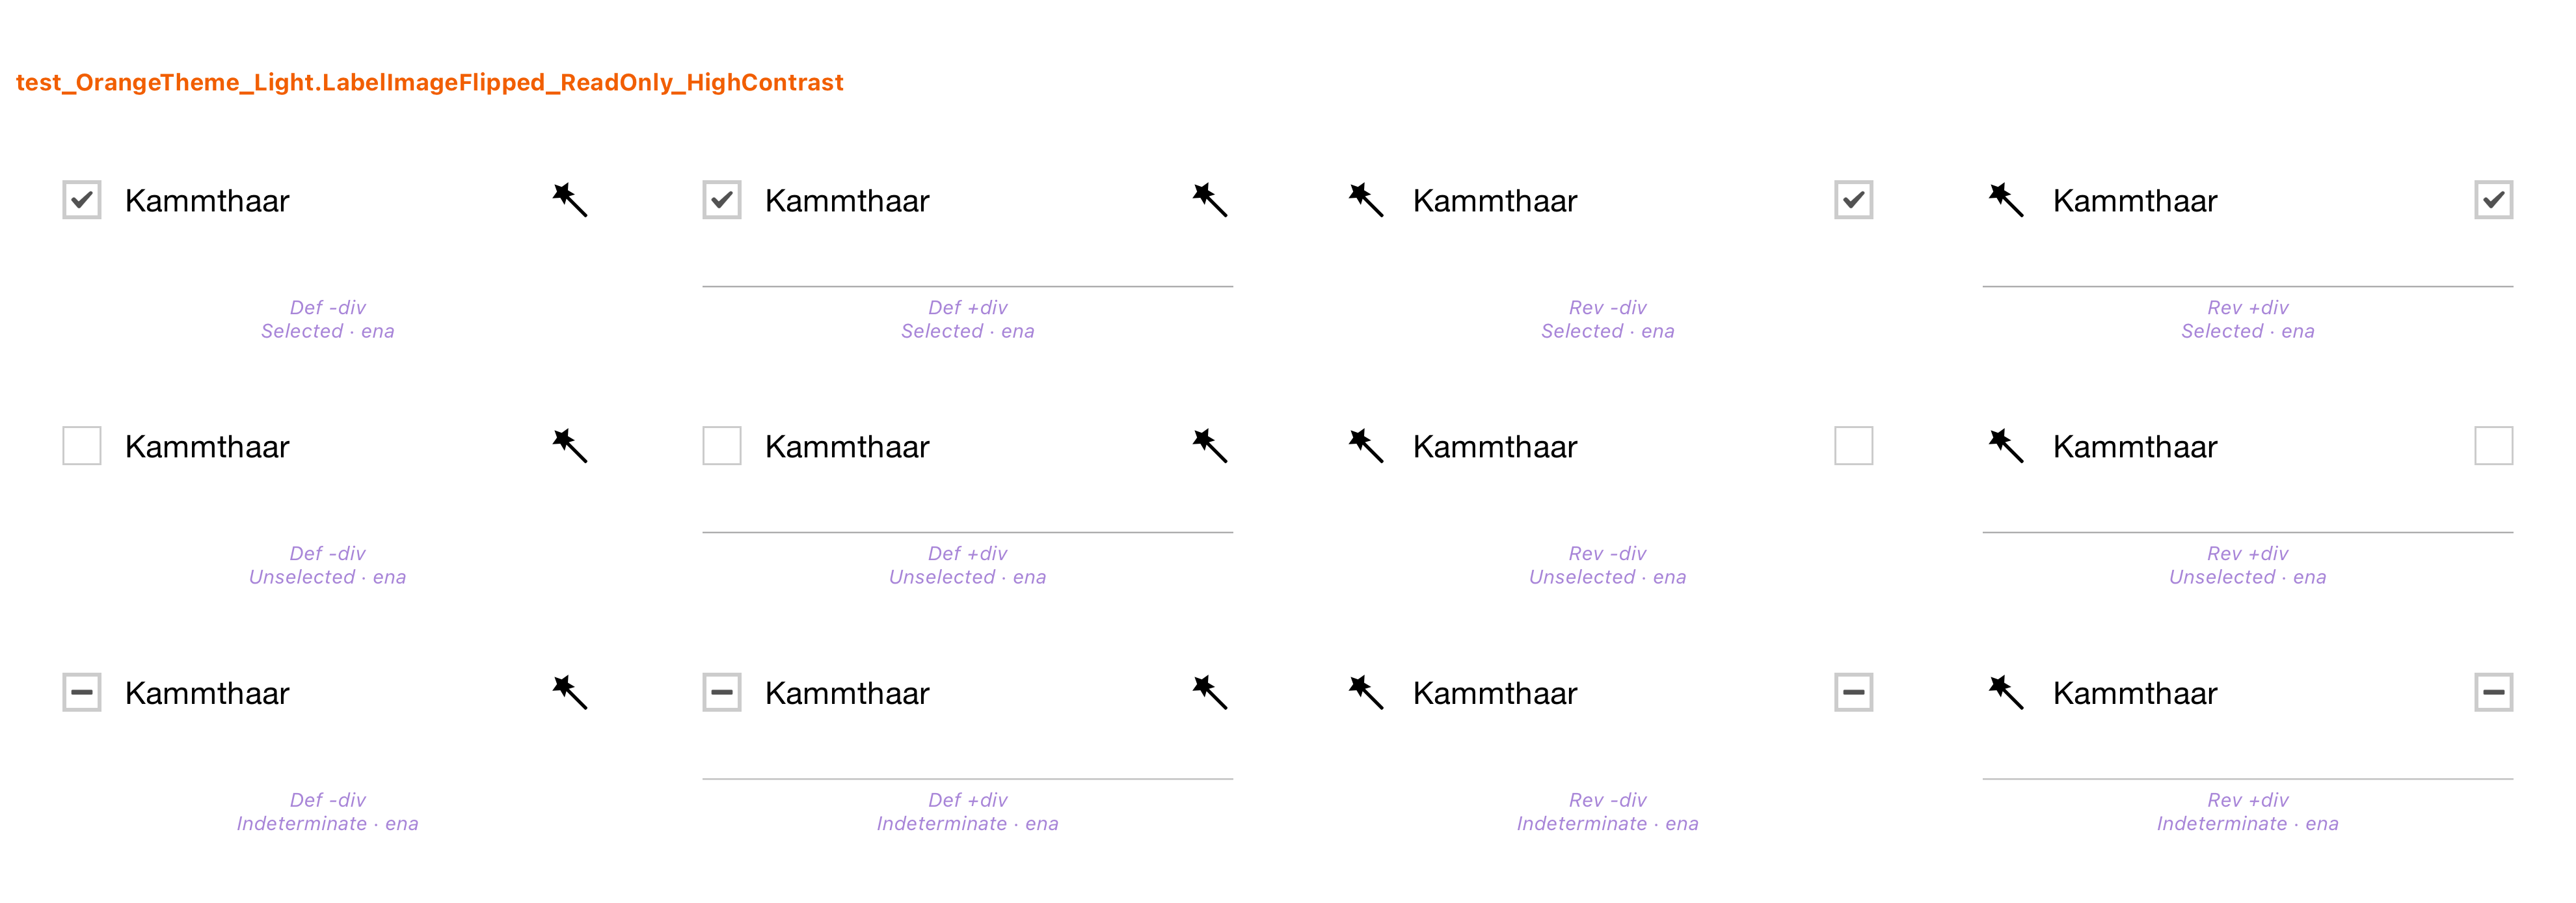 test_OrangeTheme_Light.LabelImageFlipped_ReadOnly_HighContrast
Kammthaar Kammthaar Kammthaar Kammthaar
Def -div Def +div Rev -div Rev +div
Selected · ena Selected · ena Selected · ena Selected · ena
Kammthaar Kammthaar Kammthaar Kammthaar
Def -div Def +div Rev -div Rev +div
Unselected · ena Unselected · ena Unselected · ena Unselected · ena
Kammthaar Kammthaar Kammthaar Kammthaar
Def -div Def +div Rev -div Rev +div
Indeterminate · ena Indeterminate · ena Indeterminate · ena Indeterminate · ena